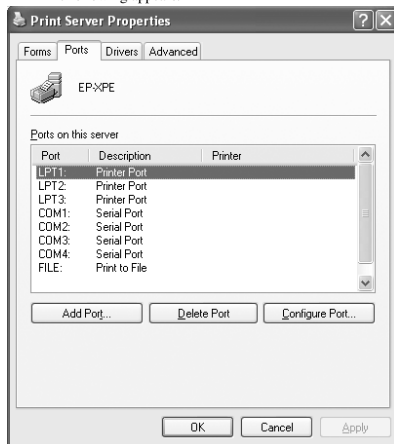 Print Server Properties
Forms Ports Drivers Advanced
EP-XPE
Ports on this server
Port Description Printer
LPT1: Printer Port
LPT2: Printer Port
LPT3: Printer Port
COM1: Serial Port
COM2: Serial Port
COM3: Serial Port
COM4: Serial Port
FILE: Print to File
Add Port... Delete Port Configure Port...
OK Cancel Apply